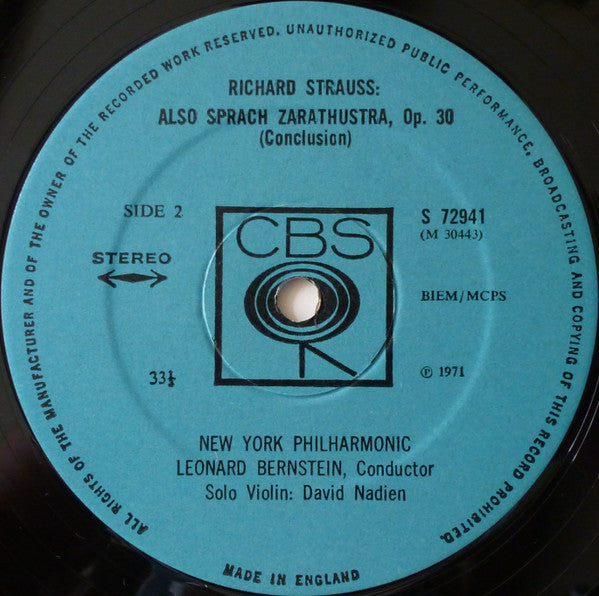 ALL RIGHTS OF THE MANUFACTURER AND OF THE OWNER OF THE RECORDED WORK RESERVED. UNAUTHORIZED PUBLIC PERFORMANCE, BROADCASTING AND COPYING OF THIS RECORD PROHIBITED.
RICHARD STRAUSS:
ALSO SPRACH ZARATHUSTRA, Op. 30
(Conclusion)
SIDE 2
S 72941
(M 30443)
CBS
STEREO
BIEM/MCPS
33⅓
℗ 1971
NEW YORK PHILHARMONIC
LEONARD BERNSTEIN, Conductor
Solo Violin: David Nadien
MADE IN ENGLAND